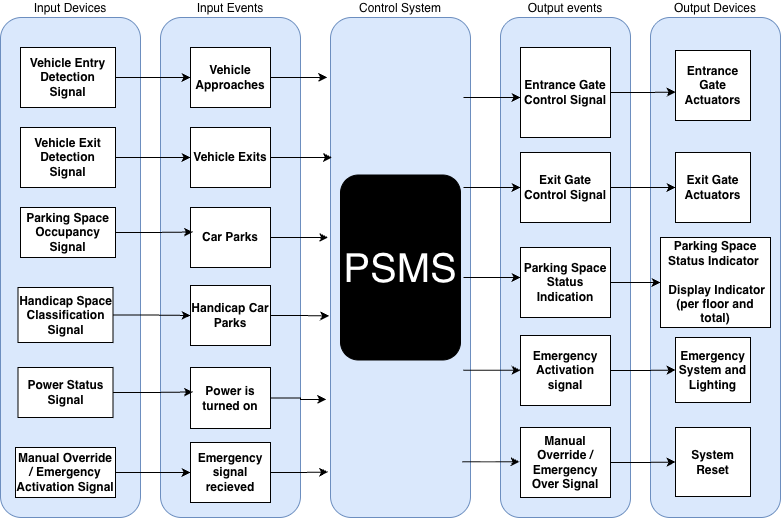 Input Devices
Input Events
Control System
Output events
Output Devices
Vehicle Entry
Detection
Signal
Vehicle
Approaches
Entrance Gate
Control Signal
Entrance
Gate
Actuators
Vehicle Exit
Detection
Signal
Vehicle Exits
Exit Gate
Control Signal
Exit Gate
Actuators
Parking Space
Occupancy
Signal
Car Parks
PSMS
Parking Space
Status
Indication
Parking Space
Status Indicator
Display Indicator
(per floor and
total)
Handicap Space
Classification
Signal
Handicap Car
Parks
Emergency
Activation
signal
Emergency
System and
Lighting
Power Status
Signal
Power is
turned on
Manual Override
/ Emergency
Activation Signal
Emergency
signal
recieved
Manual
Override /
Emergency
Over Signal
System
Reset